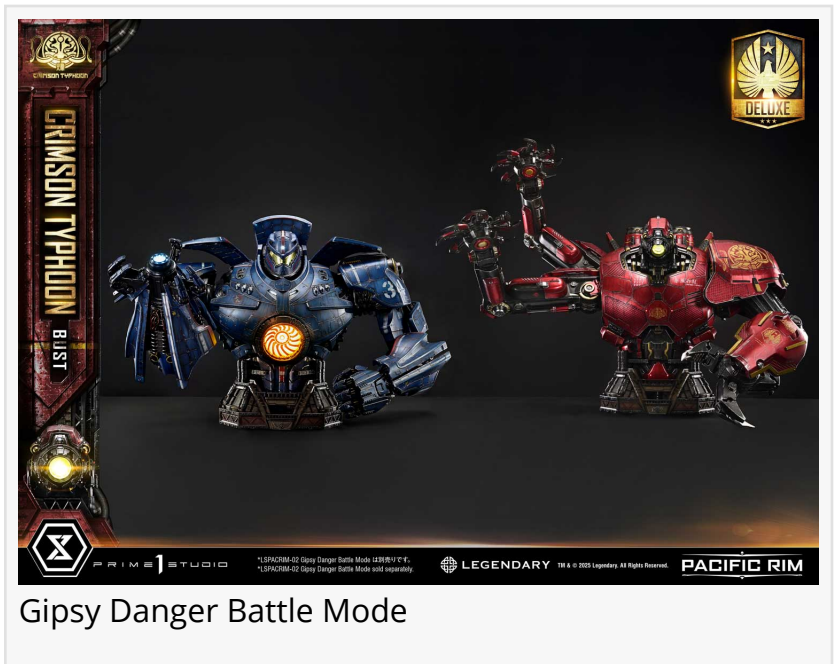 CRIMSON TYPHOON
CRIMSON TYPHOON
BUST
DELUXE
PRIME 1 STUDIO
*LSPACRIM-02 Gipsy Danger Battle Mode は別売りです。
*LSPACRIM-02 Gipsy Danger Battle Mode sold separately.
LEGENDARY
TM & © 2025 Legendary. All Rights Reserved.
PACIFIC RIM
Gipsy Danger Battle Mode